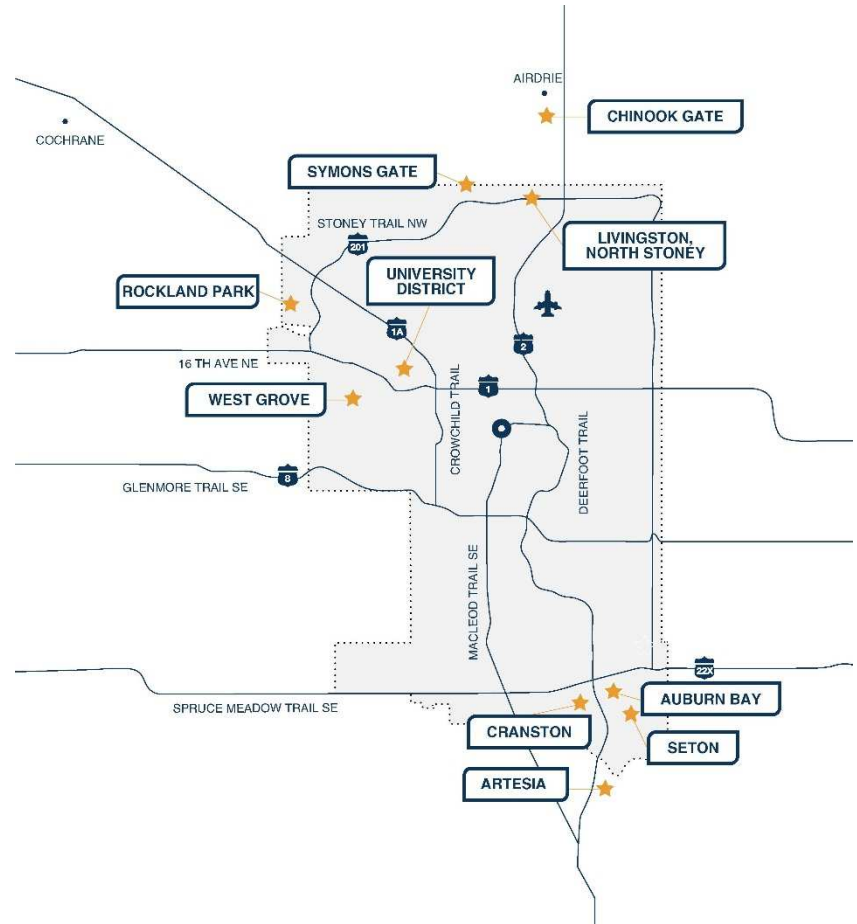 AIRDRIE
CHINOOK GATE
COCHRANE
SYMONS GATE
STONEY TRAIL NW
201
LIVINGSTON,
NORTH STONEY
UNIVERSITY
DISTRICT
ROCKLAND PARK
1A
2
16 TH AVE NE
1
WEST GROVE
CROWCHILD TRAIL
DEERFOOT TRAIL
8
GLENMORE TRAIL SE
MACLEOD TRAIL SE
22X
SPRUCE MEADOW TRAIL SE
AUBURN BAY
CRANSTON
SETON
ARTESIA